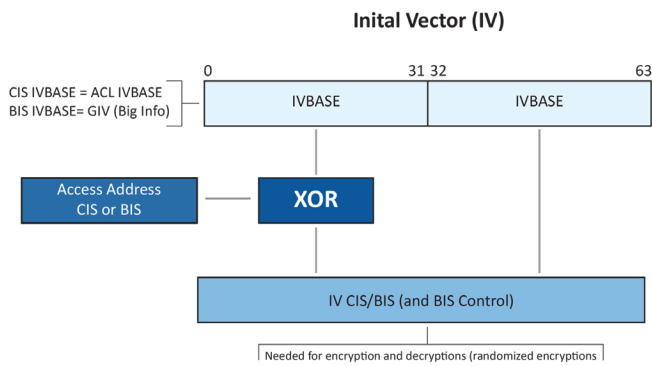 Inital Vector (IV)
0 31 32 63
CIS IVBASE = ACL IVBASE
BIS IVBASE= GIV (Big Info)
IVBASE IVBASE
Access Address
CIS or BIS
XOR
IV CIS/BIS (and BIS Control)
Needed for encryption and decryptions (randomized encryptions